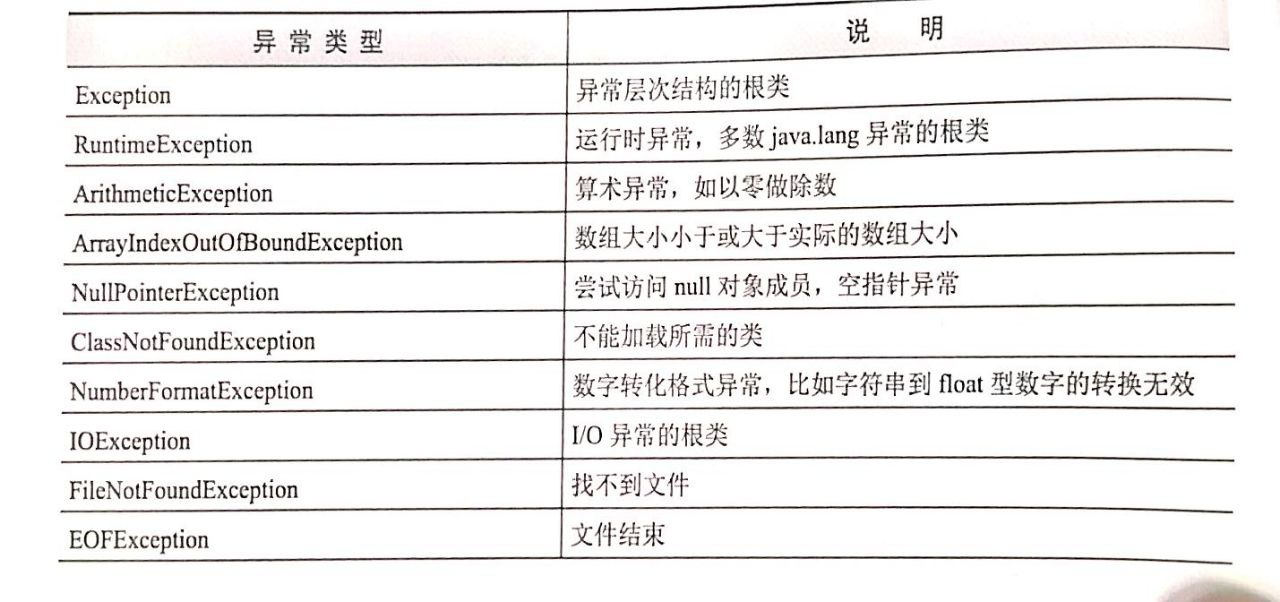 异常类型 说明
Exception 异常层次结构的根类
RuntimeException 运行时异常，多数 java.lang 异常的根类
ArithmeticException 算术异常，如以零做除数
ArrayIndexOutOfBoundException 数组大小小于或大于实际的数组大小
NullPointerException 尝试访问 null 对象成员，空指针异常
ClassNotFoundException 不能加载所需的类
NumberFormatException 数字转化格式异常，比如字符串到 float 型数字的转换无效
IOException I/O 异常的根类
FileNotFoundException 找不到文件
EOFException 文件结束